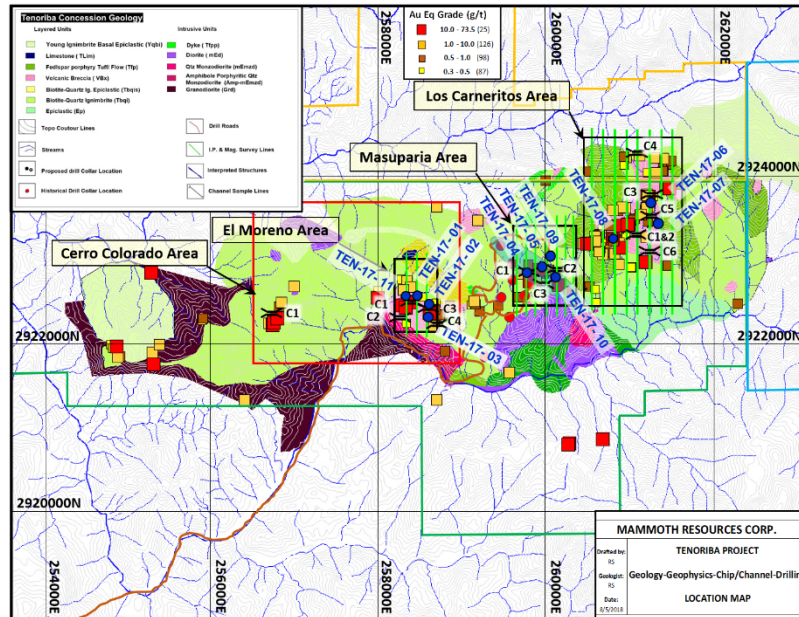 Tenoriba Concession Geology
Layered Units
Young Ignimbrite Basal Epiclastic (Yqbi)
Limestone (TLim)
Fedlspar porphyry Tuff Flow (Tfp)
Volcanic Breccia (VBx)
Biotite-Quartz Ig. Epiclastic (Tbqis)
Biotite-Quartz Ignimbrite (Tbqi)
Epiclastic (Ep)
Intrusive Units
Dyke (Tfpp)
Diorite (mEd)
Qtz Monzodiorite (mEmzd)
Amphibole Porphyritic Qtz
Monzodiorite (Amp-mEmzd)
Granodiorite (Grd)
Topo Coutour Lines
Streams
Proposed drill Collar Location
Historical Drill Collar Location
Drill Roads
I.P. & Mag. Survey Lines
Interpreted Structures
Channel Sample Lines
Au Eq Grade (g/t)
10.0 - 73.5 (25)
1.0 - 10.0 (126)
0.5 - 1.0 (98)
0.3 - 0.5 (87)
258000E
260000E
262000E
Los Carneritos Area
Masuparia Area
El Moreno Area
Cerro Colorado Area
2924000N
2924000N
TEN-17-06
TEN-17-07
TEN-17-08
TEN-17-09
TEN-17-05
TEN-17-04
TEN-17-01
TEN-17-02
TEN-17-11
TEN-17-03
TEN-17-10
C4
C3
C5
C1&2
C6
C1
C2
C3
C1
C2
C3
C4
C1
2922000N
2922000N
2920000N
2920000N
254000E
256000E
258000E
260000E
MAMMOTH RESOURCES CORP.
Drafted by:
RS
TENORIBA PROJECT
Geologist:
RS
Geology-Geophysics-Chip/Channel-Drillin
Date:
8/5/2018
LOCATION MAP